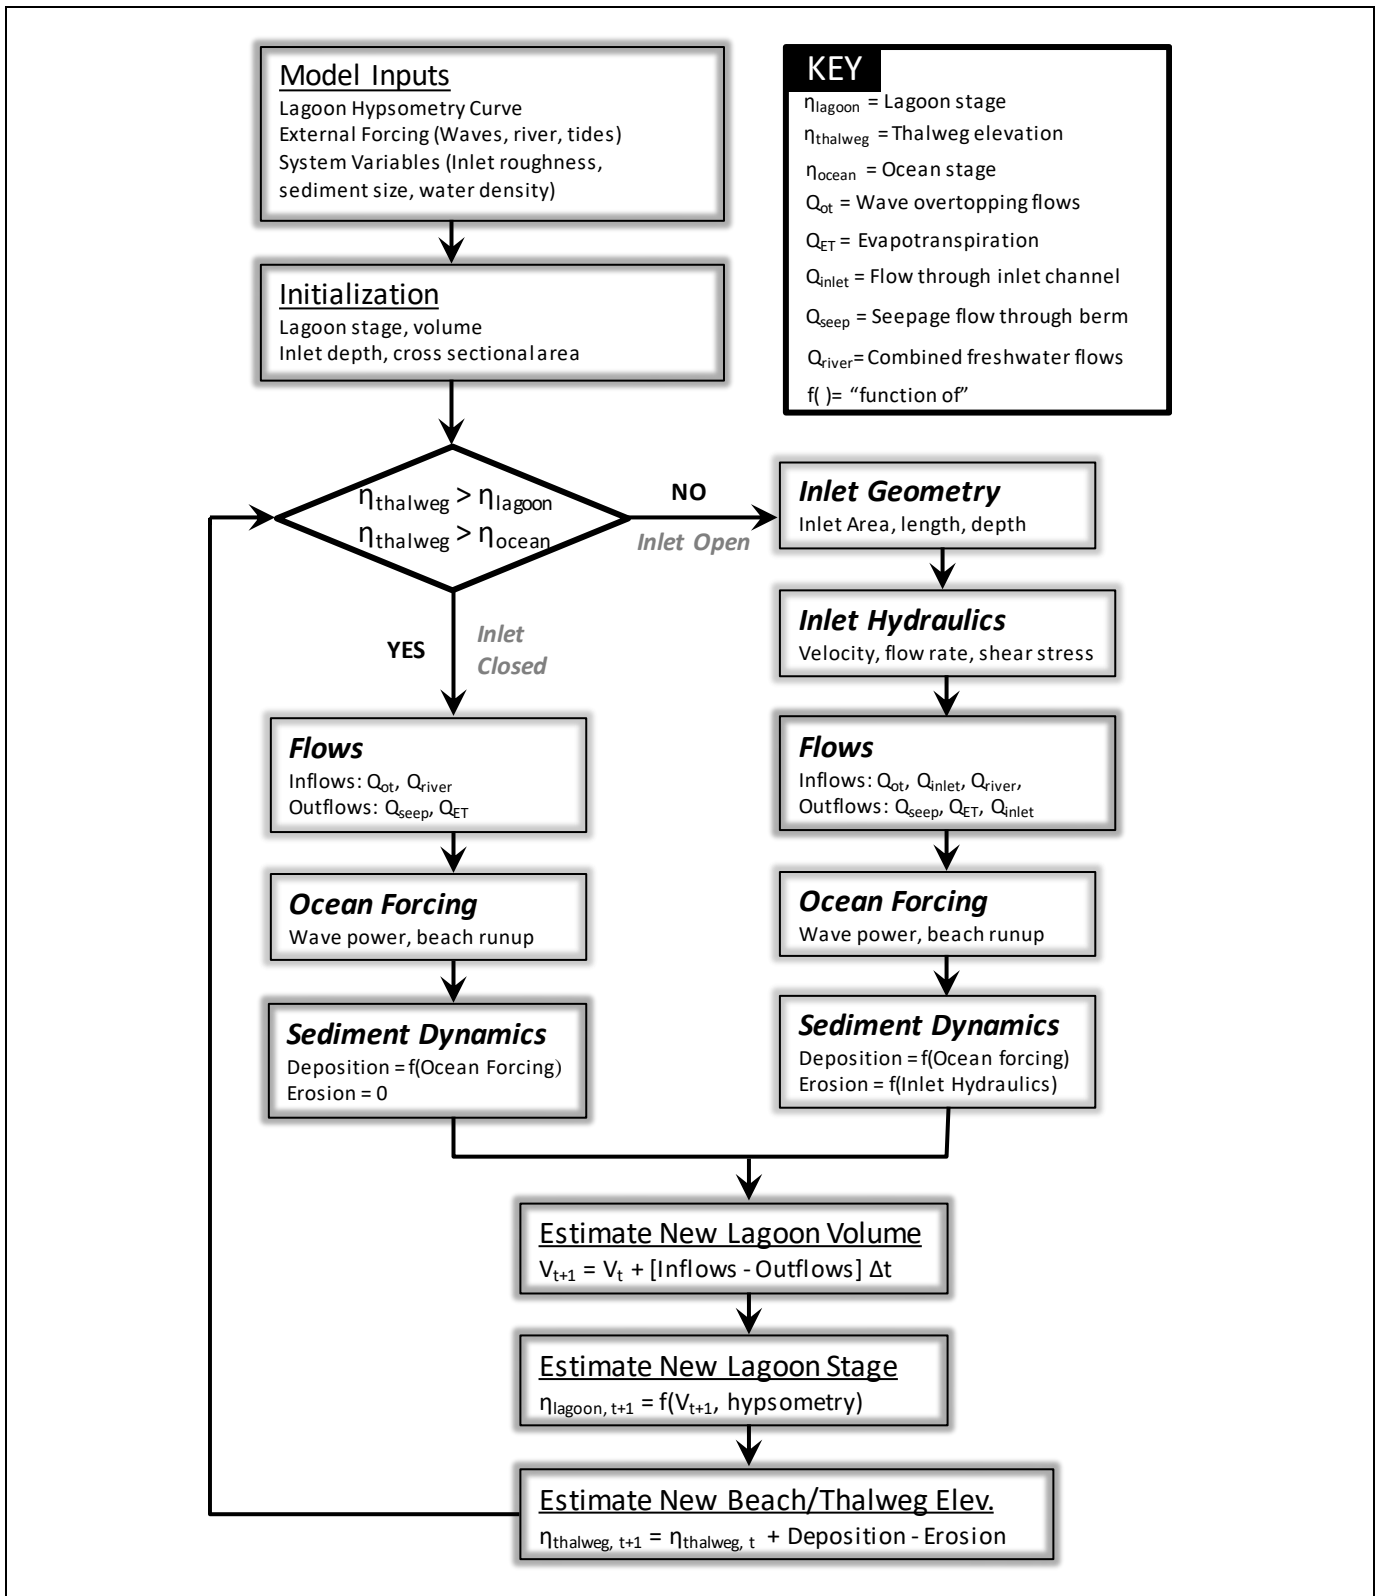 Model Inputs
Lagoon Hypsometry Curve
External Forcing (Waves, river, tides)
System Variables (Inlet roughness,
sediment size, water density)
KEY
ηlagoon = Lagoon stage
ηthalweg = Thalweg elevation
ηocean = Ocean stage
Qot = Wave overtopping flows
QET = Evapotranspiration
Qinlet = Flow through inlet channel
Qseep = Seepage flow through berm
Qriver= Combined freshwater flows
f( )= “function of”
Initialization
Lagoon stage, volume
Inlet depth, cross sectional area
ηthalweg > ηlagoon
ηthalweg > ηocean
NO
Inlet Open
YES
Inlet
Closed
Inlet Geometry
Inlet Area, length, depth
Inlet Hydraulics
Velocity, flow rate, shear stress
Flows
Inflows: Qot, Qriver
Outflows: Qseep, QET
Flows
Inflows: Qot, Qinlet, Qriver,
Outflows: Qseep, QET, Qinlet
Ocean Forcing
Wave power, beach runup
Ocean Forcing
Wave power, beach runup
Sediment Dynamics
Deposition = f(Ocean Forcing)
Erosion = 0
Sediment Dynamics
Deposition = f(Ocean forcing)
Erosion = f(Inlet Hydraulics)
Estimate New Lagoon Volume
Vt+1 = Vt + [Inflows - Outflows] Δt
Estimate New Lagoon Stage
ηlagoon, t+1 = f(Vt+1, hypsometry)
Estimate New Beach/Thalweg Elev.
ηthalweg, t+1 = ηthalweg, t + Deposition - Erosion